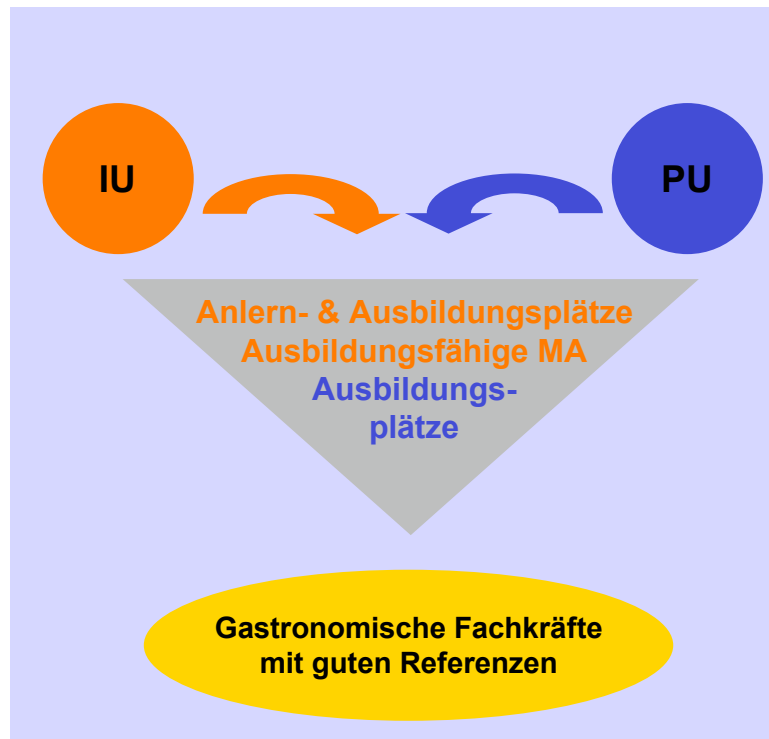 IU
PU
Anlern- & Ausbildungsplätze
Ausbildungsfähige MA
Ausbildungs-
plätze
Gastronomische Fachkräfte
mit guten Referenzen